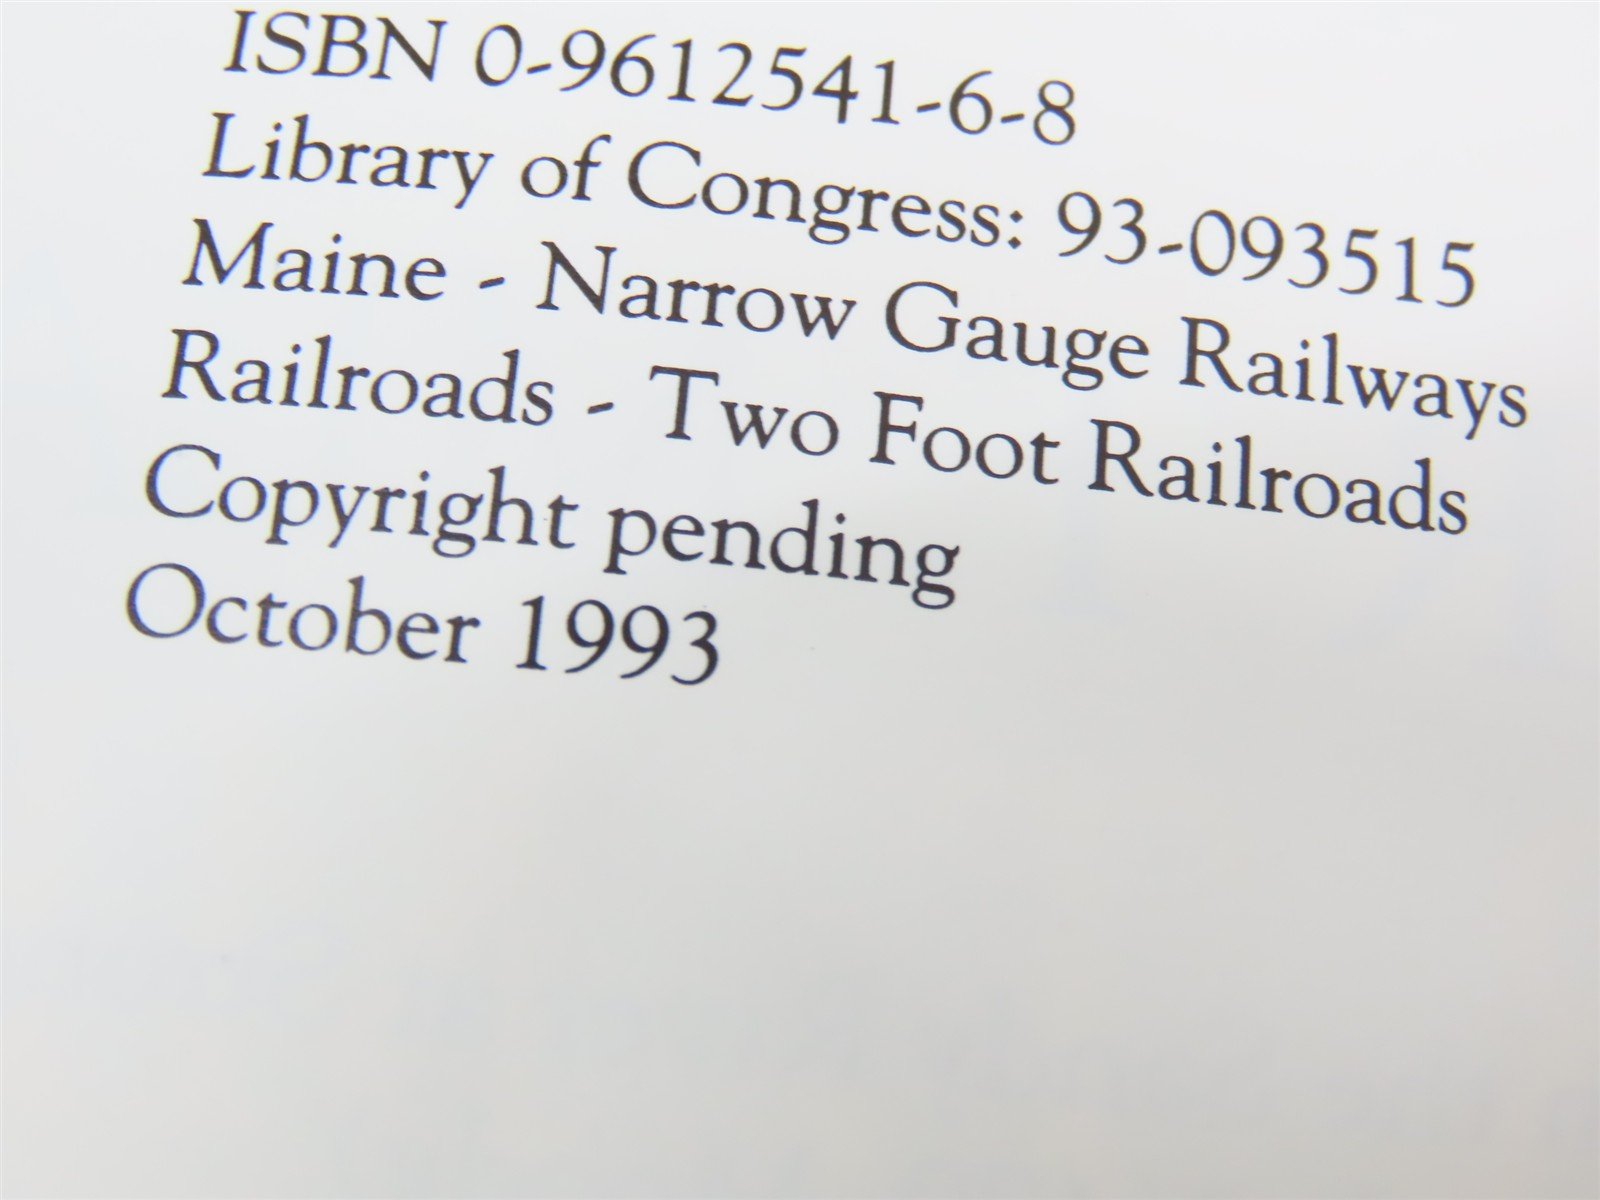 ISBN 0-9612541-6-8
Library of Congress: 93-093515
Maine - Narrow Gauge Railways
Railroads - Two Foot Railroads
Copyright pending
October 1993